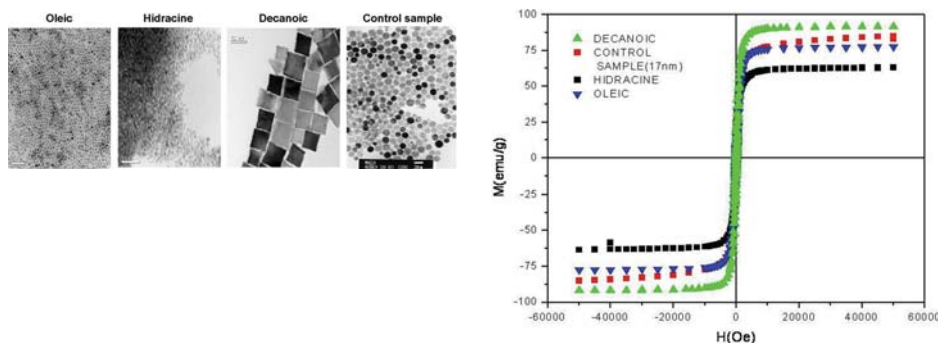 Oleic
Hidracine
Decanoic
Control sample
DECANOIC
CONTROL
SAMPLE(17nm)
HIDRACINE
OLEIC
M(emu/g)
100
75
50
25
0
-25
-50
-75
-100
-60000 -40000 -20000 0 20000 40000 60000
H(Oe)